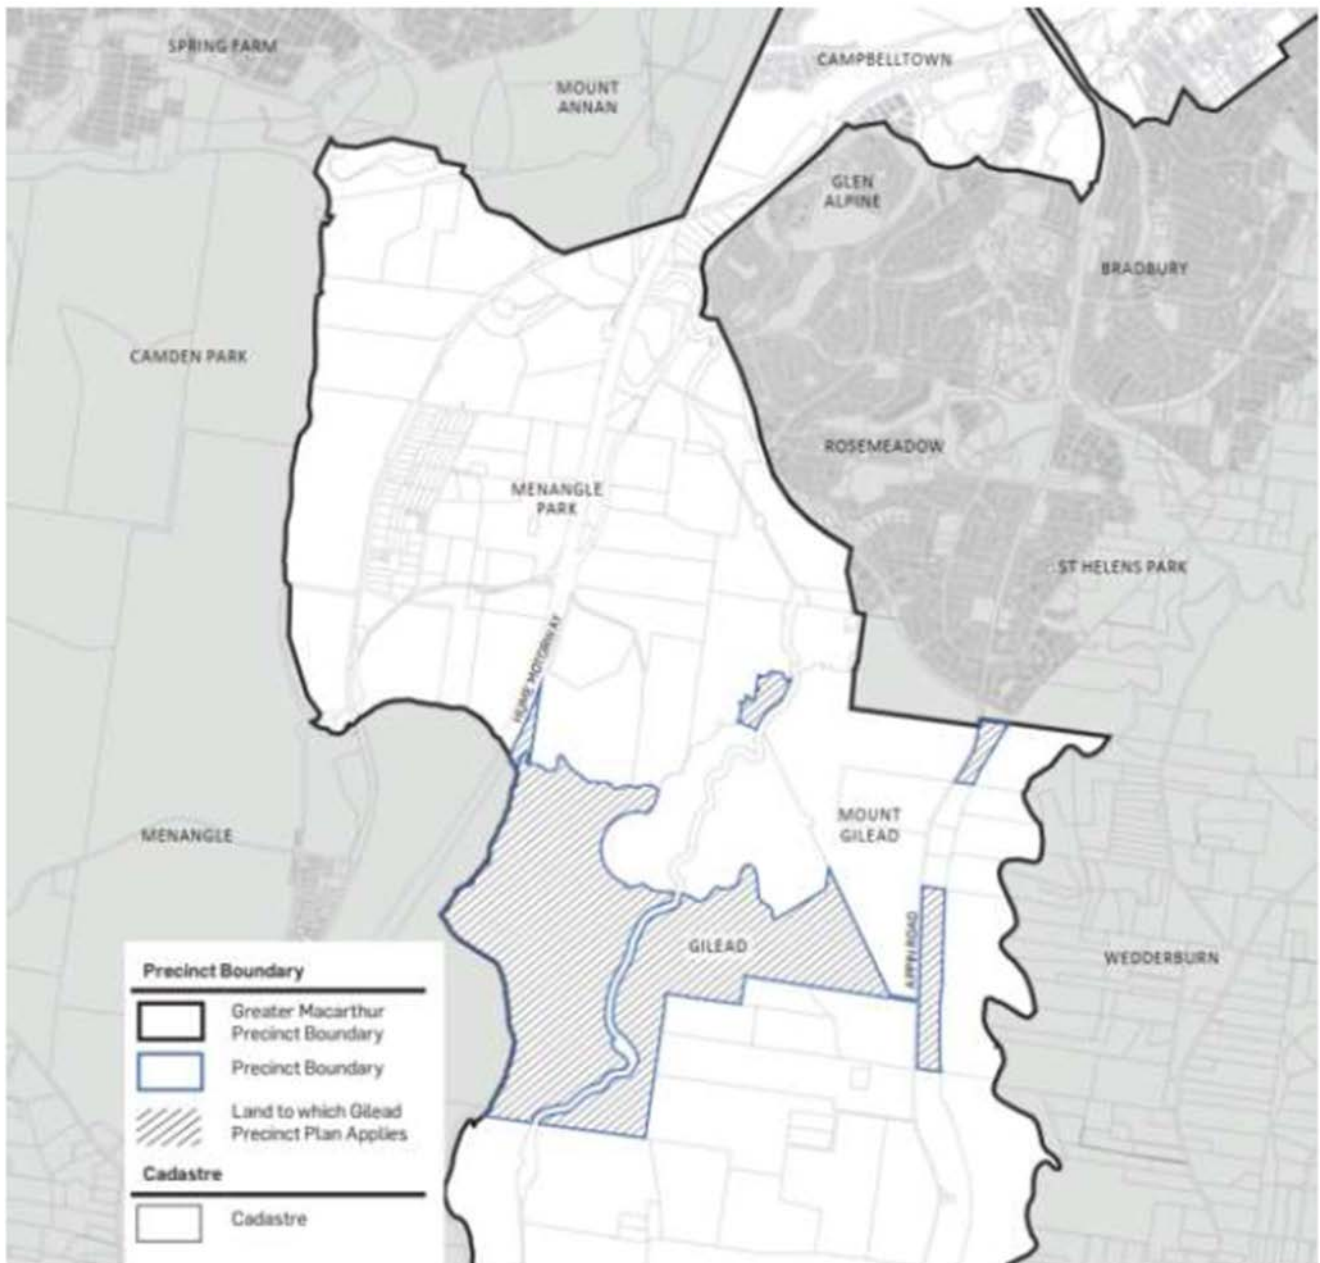 SPRING FARM
MOUNT
ANNAN
CAMPBELLTOWN
GLEN
ALPINE
BRADBURY
CAMDEN PARK
ROSEMEADOW
MENANGLE
PARK
ST HELENS PARK
HUME MOTORWAY
MOUNT
GILEAD
MENANGLE
GILEAD
APPIN ROAD
WEDDERBURN
Precinct Boundary
Greater Macarthur
Precinct Boundary
Precinct Boundary
Land to which Gilead
Precinct Plan Applies
Cadastre
Cadastre